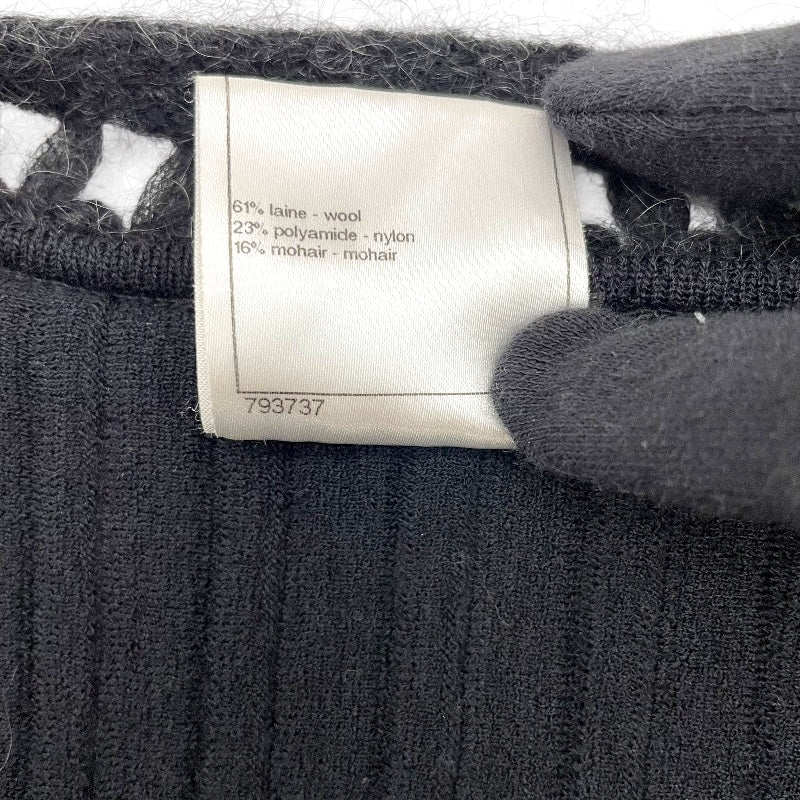 61% laine - wool
23% polyamide - nylon
16% mohair - mohair
793737